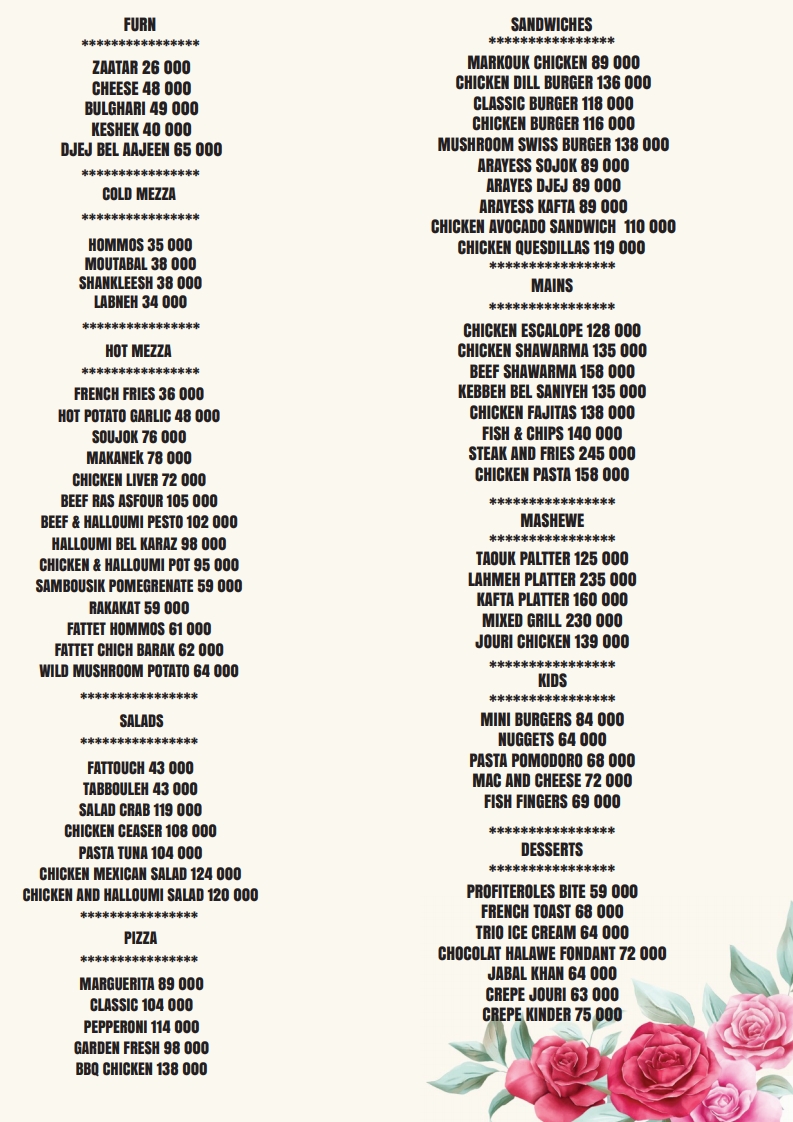 FURN
****************
ZAATAR 26 000
CHEESE 48 000
BULGHARI 49 000
KESHEK 40 000
DJEJ BEL AAJEEN 65 000
****************
COLD MEZZA
****************
HOMMOS 35 000
MOUTABAL 38 000
SHANKLEESH 38 000
LABNEH 34 000
****************
HOT MEZZA
****************
FRENCH FRIES 36 000
HOT POTATO GARLIC 48 000
SOUJOK 76 000
MAKANEk 78 000
CHICKEN LIVER 72 000
BEEF RAS ASFOUR 105 000
BEEF & HALLOUMI PESTO 102 000
HALLOUMI BEL KARAZ 98 000
CHICKEN & HALLOUMI POT 95 000
SAMBOUSIK POMEGRENATE 59 000
RAKAKAT 59 000
FATTET HOMMOS 61 000
FATTET CHICH BARAK 62 000
WILD MUSHROOM POTATO 64 000
****************
SALADS
****************
FATTOUCH 43 000
TABBOULEH 43 000
SALAD CRAB 119 000
CHICKEN CEASER 108 000
PASTA TUNA 104 000
CHICKEN MEXICAN SALAD 124 000
CHICKEN AND HALLOUMI SALAD 120 000
****************
PIZZA
****************
MARGUERITA 89 000
CLASSIC 104 000
PEPPERONI 114 000
GARDEN FRESH 98 000
BBQ CHICKEN 138 000
SANDWICHES
****************
MARKOUK CHICKEN 89 000
CHICKEN DILL BURGER 136 000
CLASSIC BURGER 118 000
CHICKEN BURGER 116 000
MUSHROOM SWISS BURGER 138 000
ARAYESS SOJOK 89 000
ARAYES DJEJ 89 000
ARAYESS KAFTA 89 000
CHICKEN AVOCADO SANDWICH 110 000
CHICKEN QUESDILLAS 119 000
****************
MAINS
****************
CHICKEN ESCALOPE 128 000
CHICKEN SHAWARMA 135 000
BEEF SHAWARMA 158 000
KEBBEH BEL SANIYEH 135 000
CHICKEN FAJITAS 138 000
FISH & CHIPS 140 000
STEAK AND FRIES 245 000
CHICKEN PASTA 158 000
****************
MASHEWE
****************
TAOUK PALTTER 125 000
LAHMEH PLATTER 235 000
KAFTA PLATTER 160 000
MIXED GRILL 230 000
JOURI CHICKEN 139 000
****************
KIDS
****************
MINI BURGERS 84 000
NUGGETS 64 000
PASTA POMODORO 68 000
MAC AND CHEESE 72 000
FISH FINGERS 69 000
****************
DESSERTS
****************
PROFITEROLES BITE 59 000
FRENCH TOAST 68 000
TRIO ICE CREAM 64 000
CHOCOLAT HALAWE FONDANT 72 000
JABAL KHAN 64 000
CREPE JOURI 63 000
CREPE KINDER 75 000